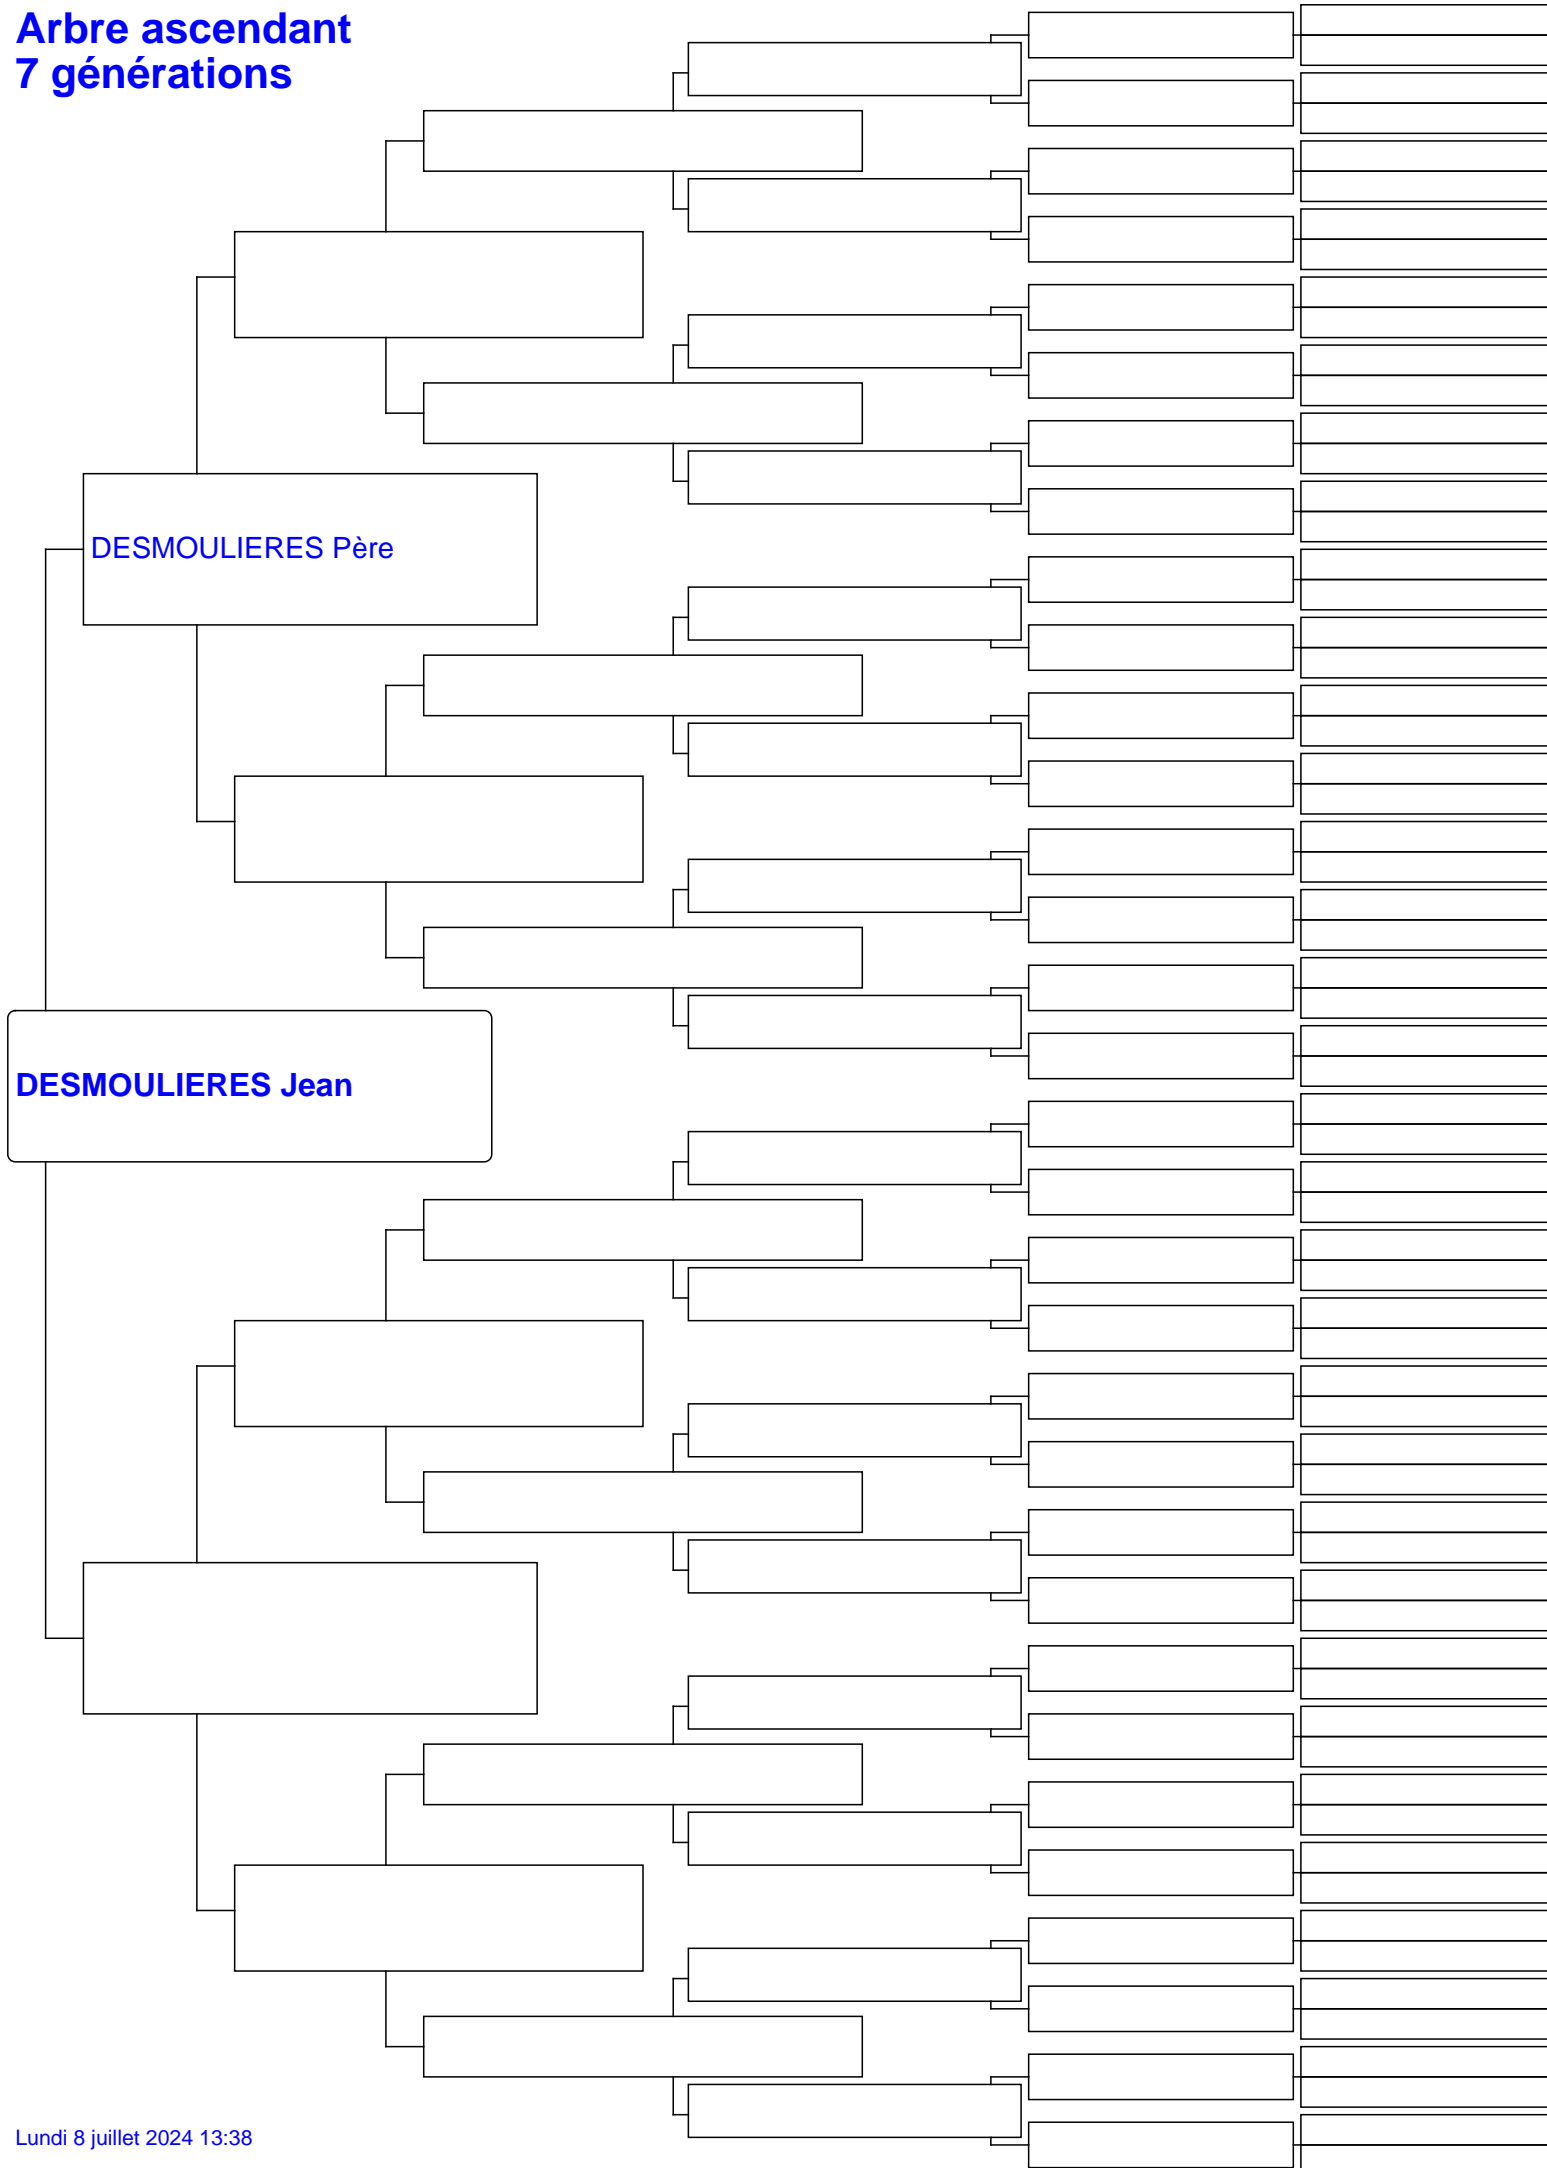 Arbre ascendant
7 générations
DESMOULIERES Père
DESMOULIERES Jean
Lundi 8 juillet 2024 13:38